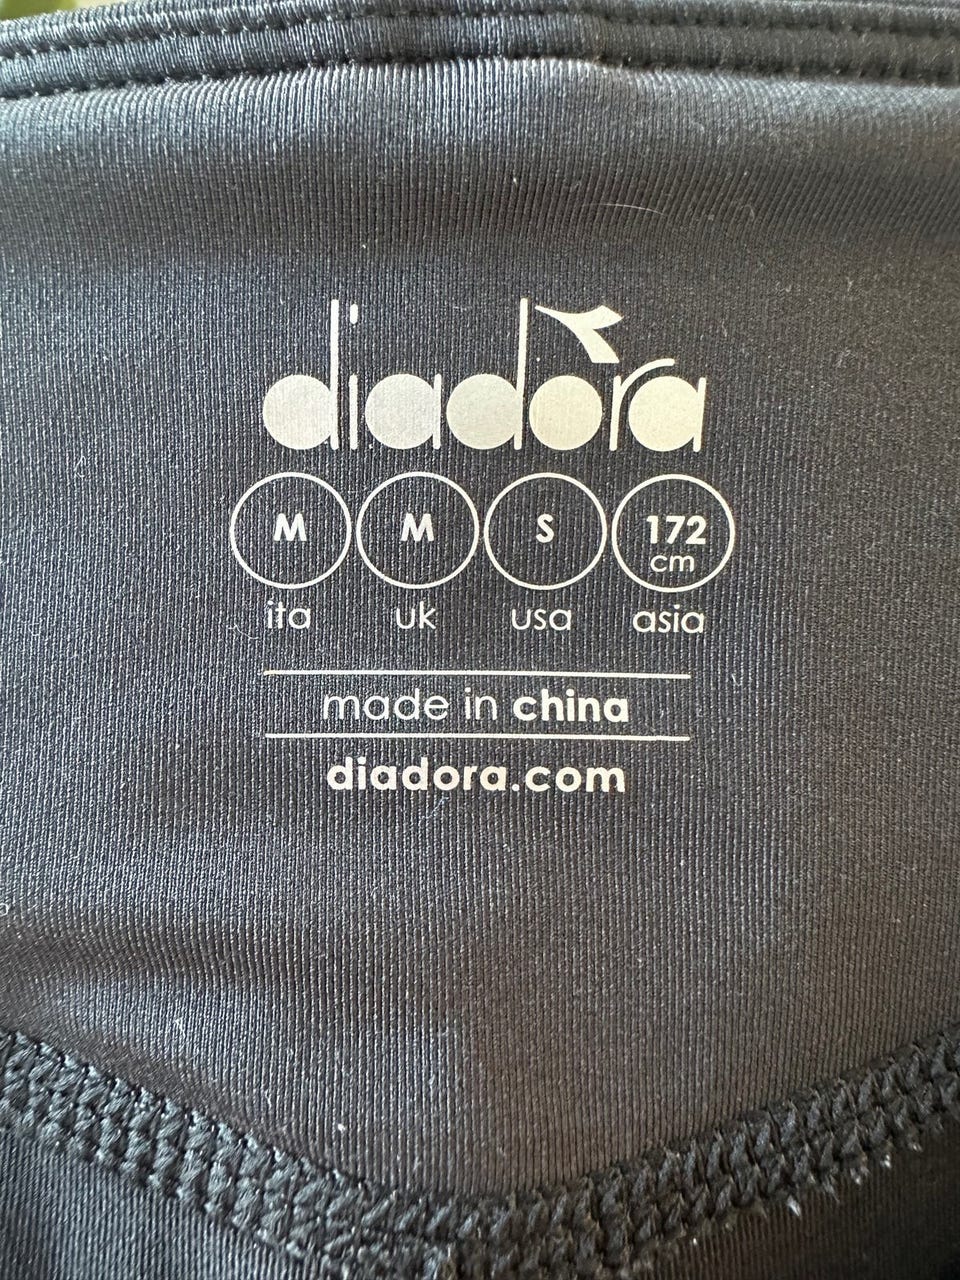 diadora
M M S 172
cm
ita uk usa asia
made in china
diadora.com